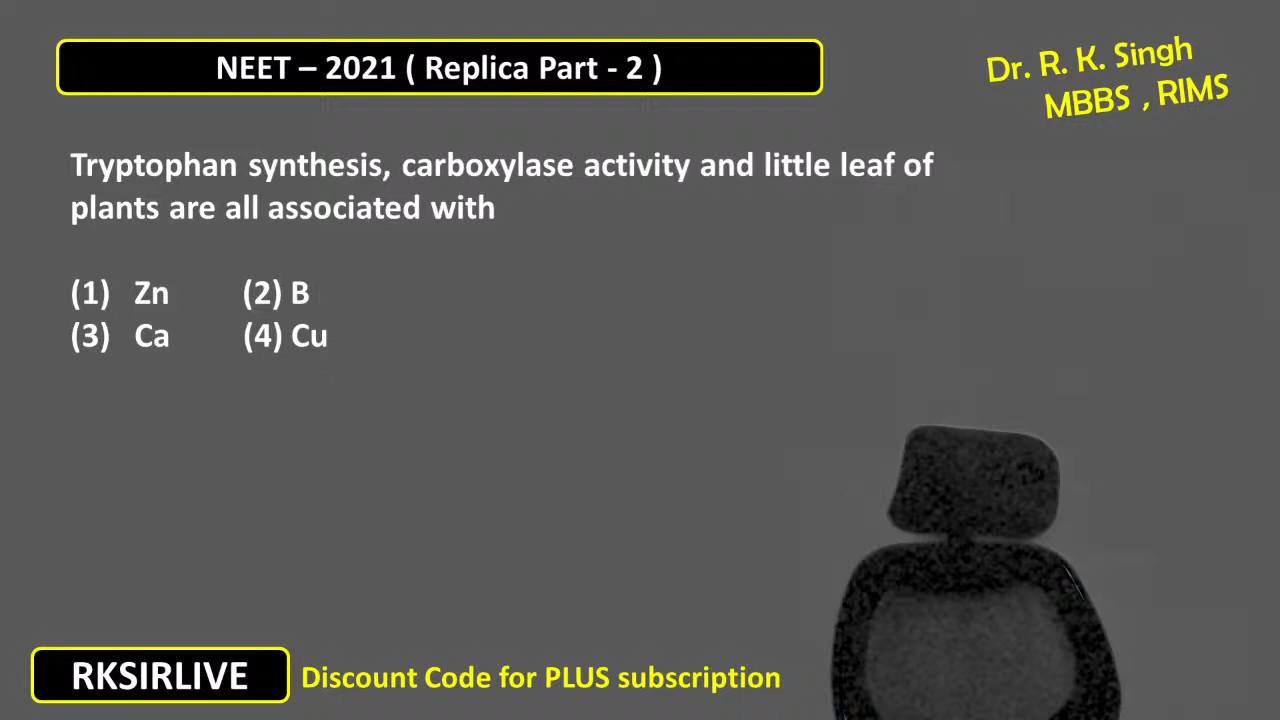 NEET – 2021 ( Replica Part - 2 )
Dr. R. K. Singh
MBBS , RIMS
Tryptophan synthesis, carboxylase activity and little leaf of
plants are all associated with
(1) Zn (2) B
(3) Ca (4) Cu
RKSIRLIVE Discount Code for PLUS subscription